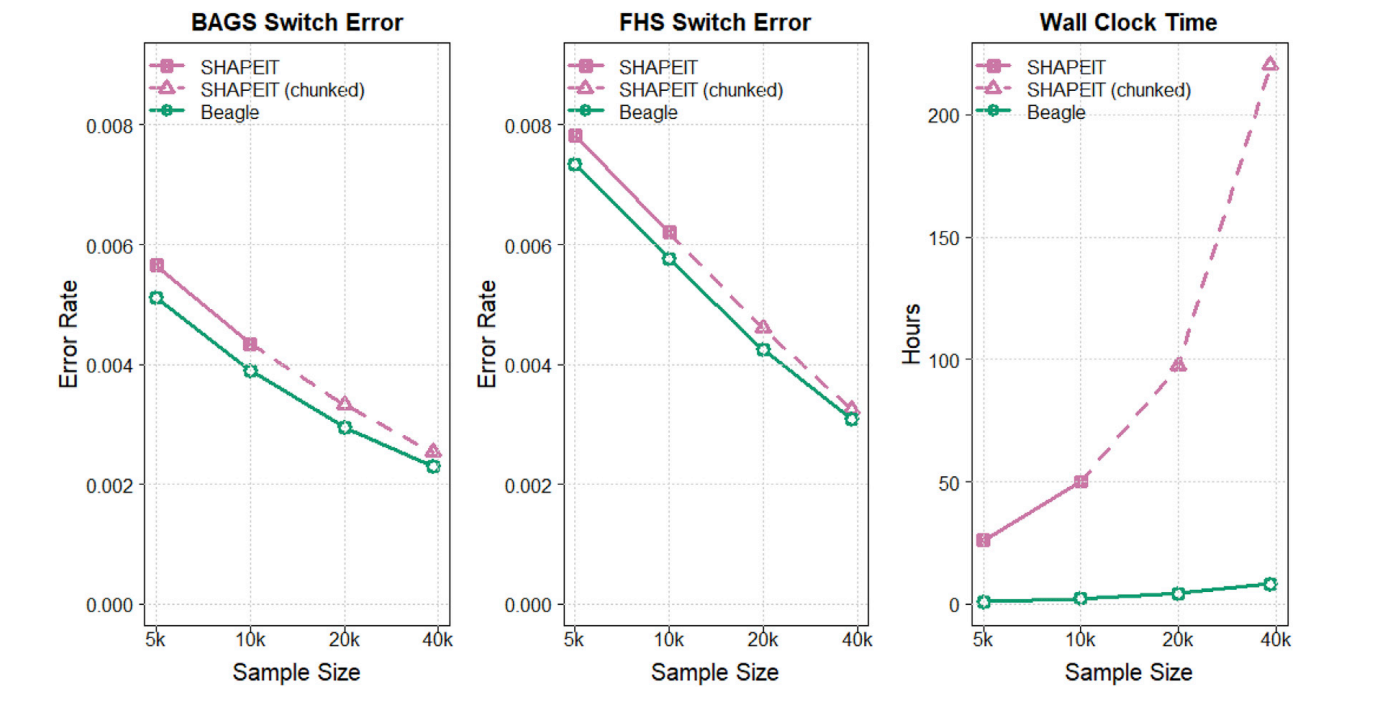 BAGS Switch Error
SHAPEIT
SHAPEIT (chunked)
Beagle
0.008
0.006
0.004
0.002
0.000
Error Rate
5k 10k 20k 40k
Sample Size
FHS Switch Error
SHAPEIT
SHAPEIT (chunked)
Beagle
0.008
0.006
0.004
0.002
0.000
Error Rate
5k 10k 20k 40k
Sample Size
Wall Clock Time
SHAPEIT
SHAPEIT (chunked)
Beagle
200
150
100
50
0
Hours
5k 10k 20k 40k
Sample Size